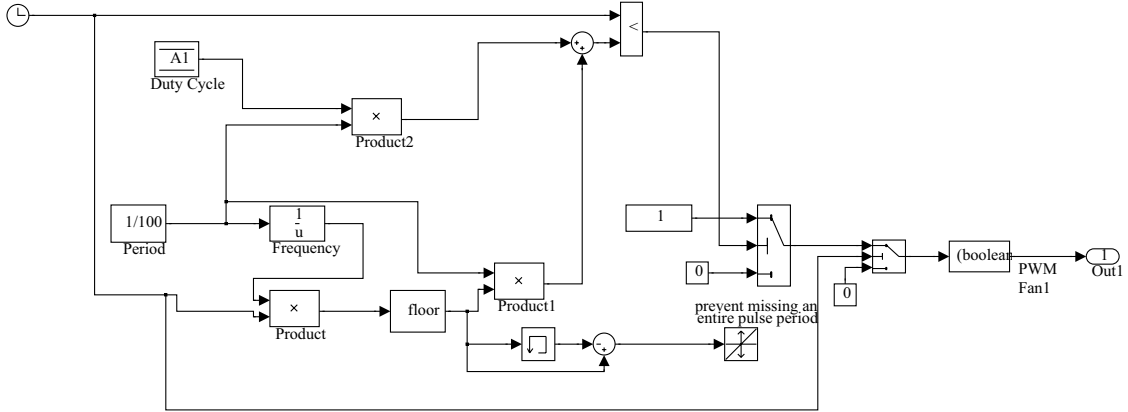 <
A1
Duty Cycle
×
Product2
1/100
Period
1
u
Frequency
1
0
×
Product
floor
×
Product1
prevent missing an
entire pulse period
0
(boolean
PWM
Fan1
1
Out1